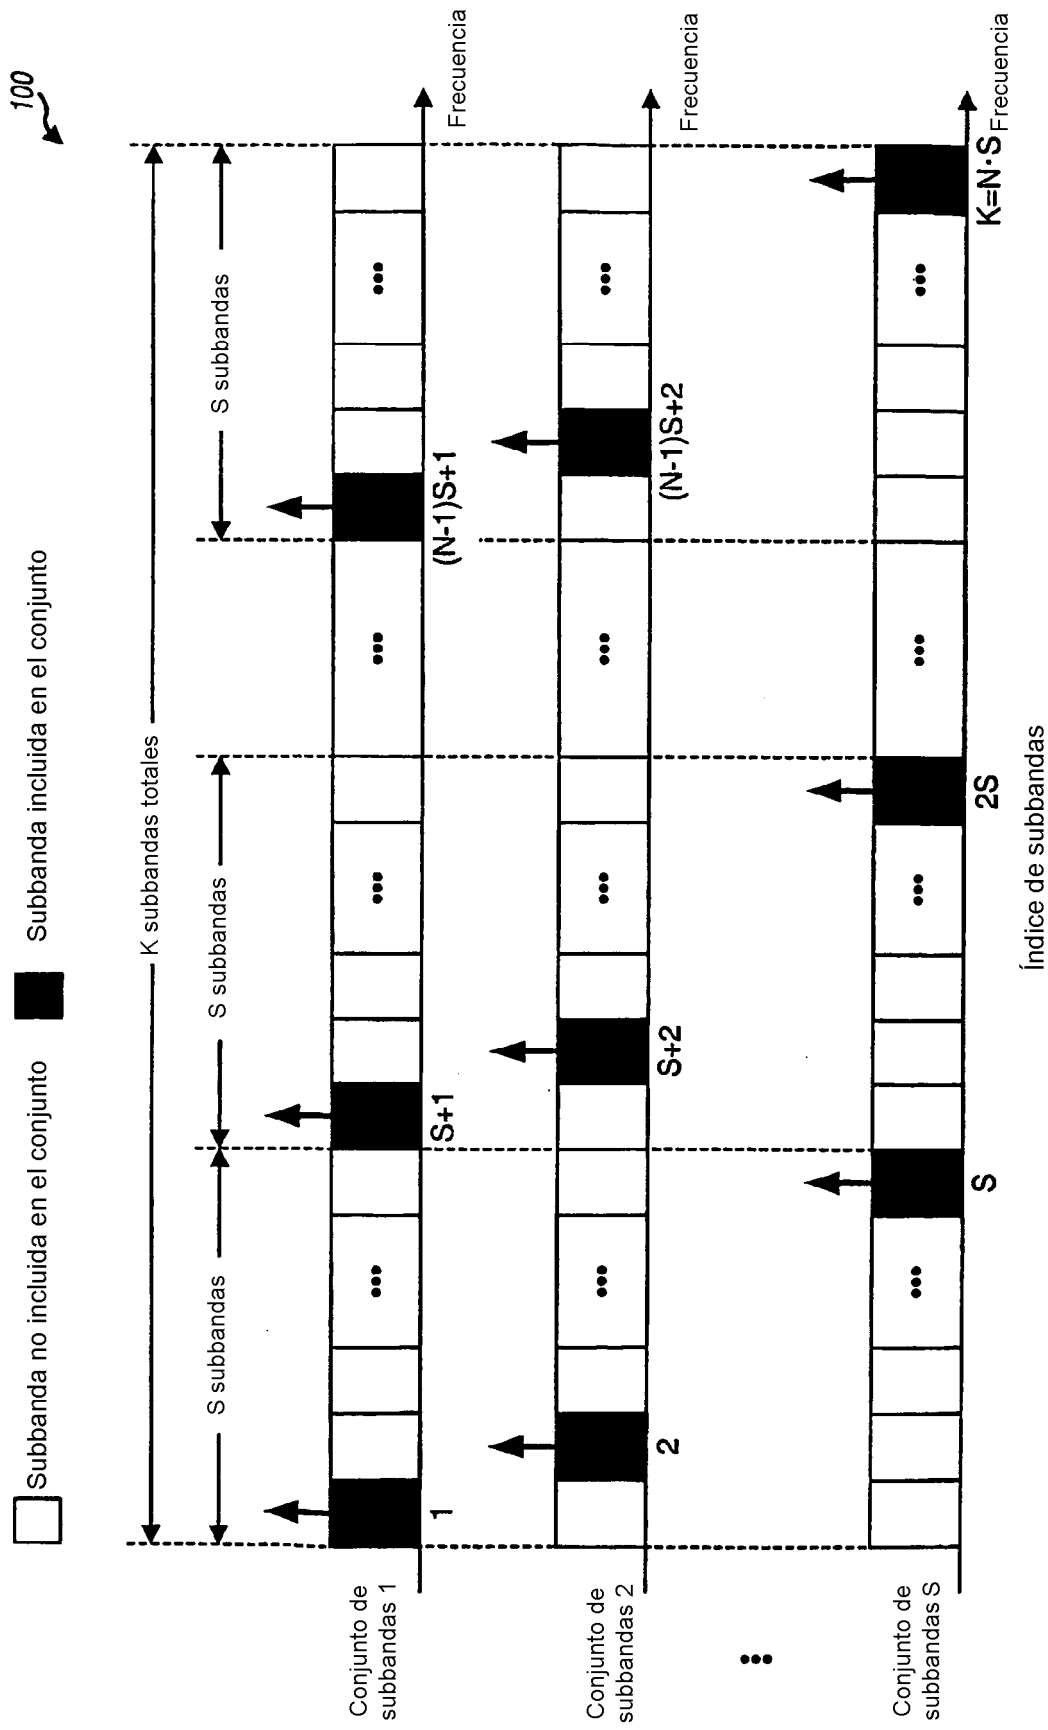 100
Subbanda no incluida en el conjunto
Subbanda incluida en el conjunto
K subbandas totales
S subbandas
S subbandas
S subbandas
Conjunto de
subbandas 1
1
S+1
(N-1)S+1
Frecuencia
Conjunto de
subbandas 2
2
S+2
(N-1)S+2
Frecuencia
•••
Conjunto de
subbandas S
S
2S
K=N·S
Frecuencia
Índice de subbandas